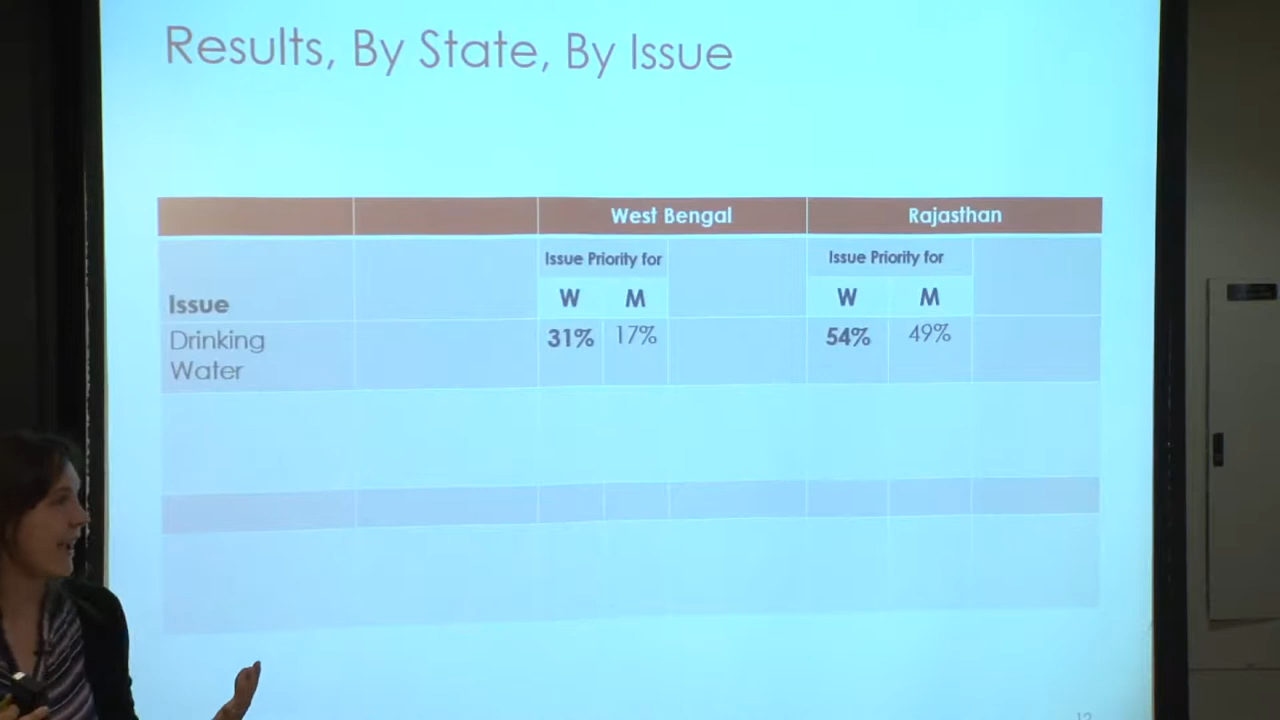 Results, By State, By Issue
West Bengal Rajasthan
Issue Priority for Issue Priority for
Issue W M W M
Drinking 31% 17% 54% 49%
Water
12